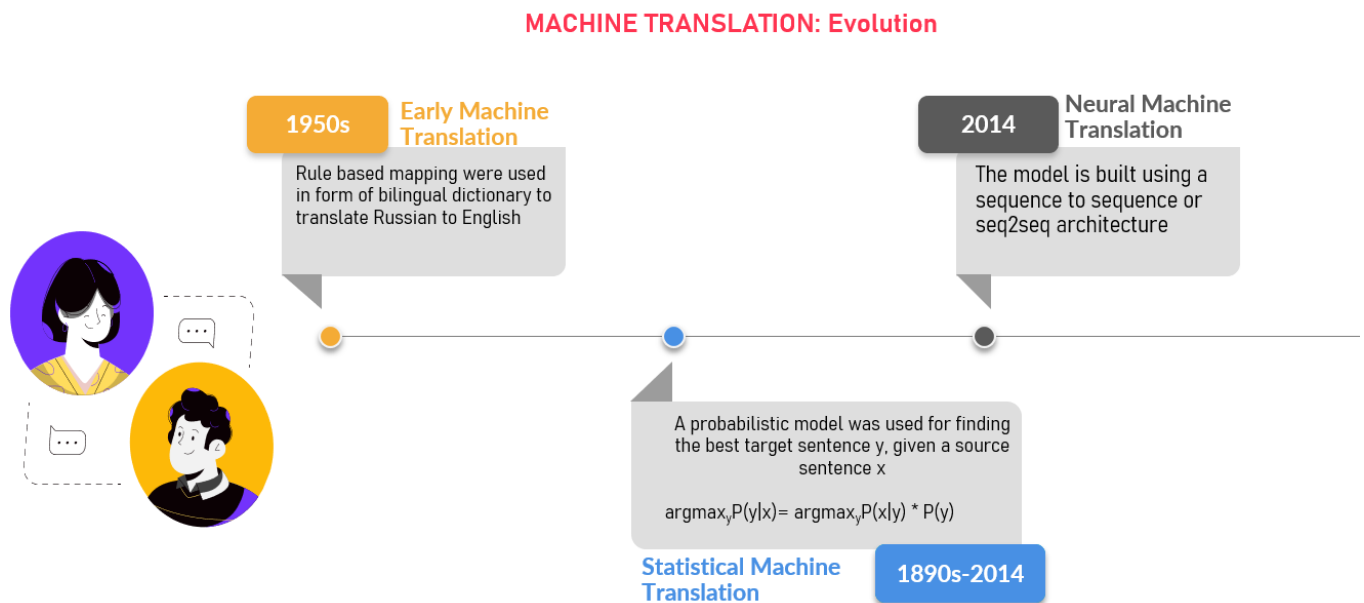 MACHINE TRANSLATION: Evolution
1950s
Early Machine
Translation
Rule based mapping were used
in form of bilingual dictionary to
translate Russian to English
2014
Neural Machine
Translation
The model is built using a
sequence to sequence or
seq2seq architecture
A probabilistic model was used for finding
the best target sentence y, given a source
sentence x
argmaxᵧP(y|x)= argmaxᵧP(x|y) * P(y)
Statistical Machine
Translation
1890s-2014